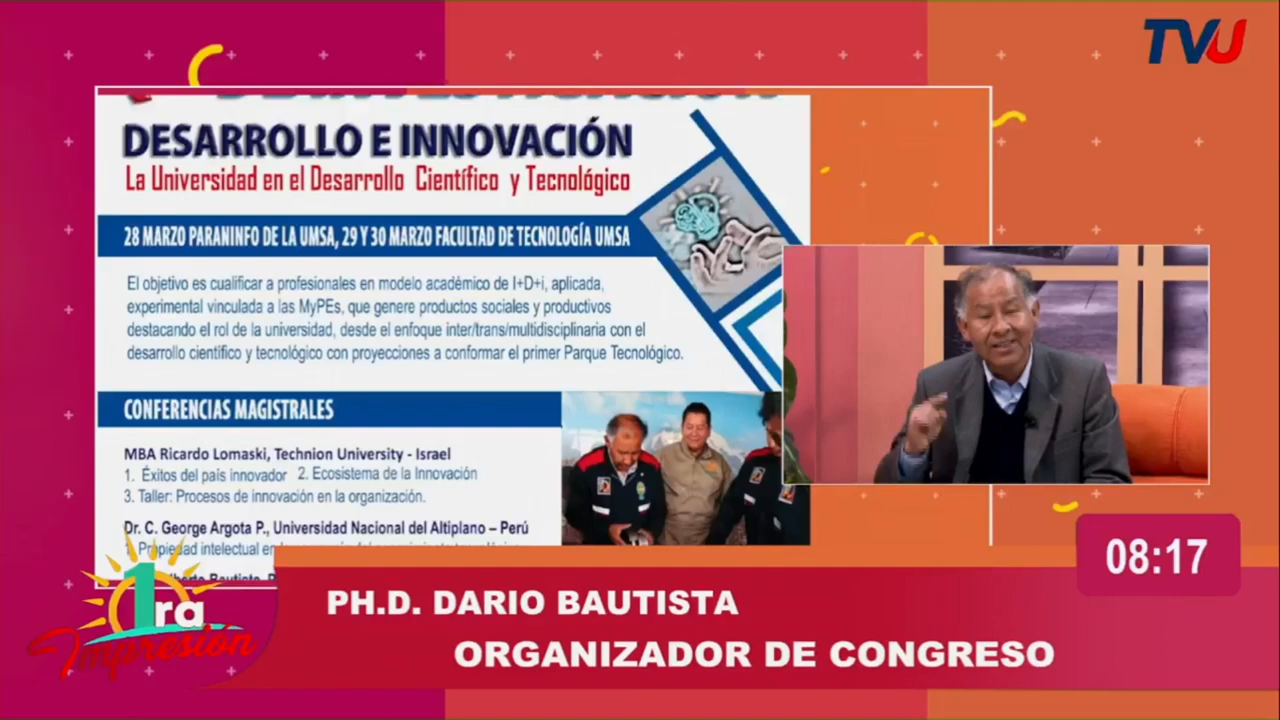 TVU
DESARROLLO E INNOVACIÓN
La Universidad en el Desarrollo Científico y Tecnológico
28 MARZO PARANINFO DE LA UMSA, 29 Y 30 MARZO FACULTAD DE TECNOLOGÍA UMSA
El objetivo es cualificar a profesionales en modelo académico de I+D+i, aplicada,
experimental vinculada a las MyPEs, que genere productos sociales y productivos
destacando el rol de la universidad, desde el enfoque inter/trans/multidisciplinaria con el
desarrollo científico y tecnológico con proyecciones a conformar el primer Parque Tecnológico.
CONFERENCIAS MAGISTRALES
MBA Ricardo Lomaski, Technion University - Israel
1. Éxitos del país innovador 2. Ecosistema de la Innovación
3. Taller: Procesos de innovación en la organización.
Dr. C. George Argota P., Universidad Nacional del Altiplano – Perú
Propiedad intelectual en
Bautista
08:17
1ra
Impresión
PH.D. DARIO BAUTISTA
ORGANIZADOR DE CONGRESO